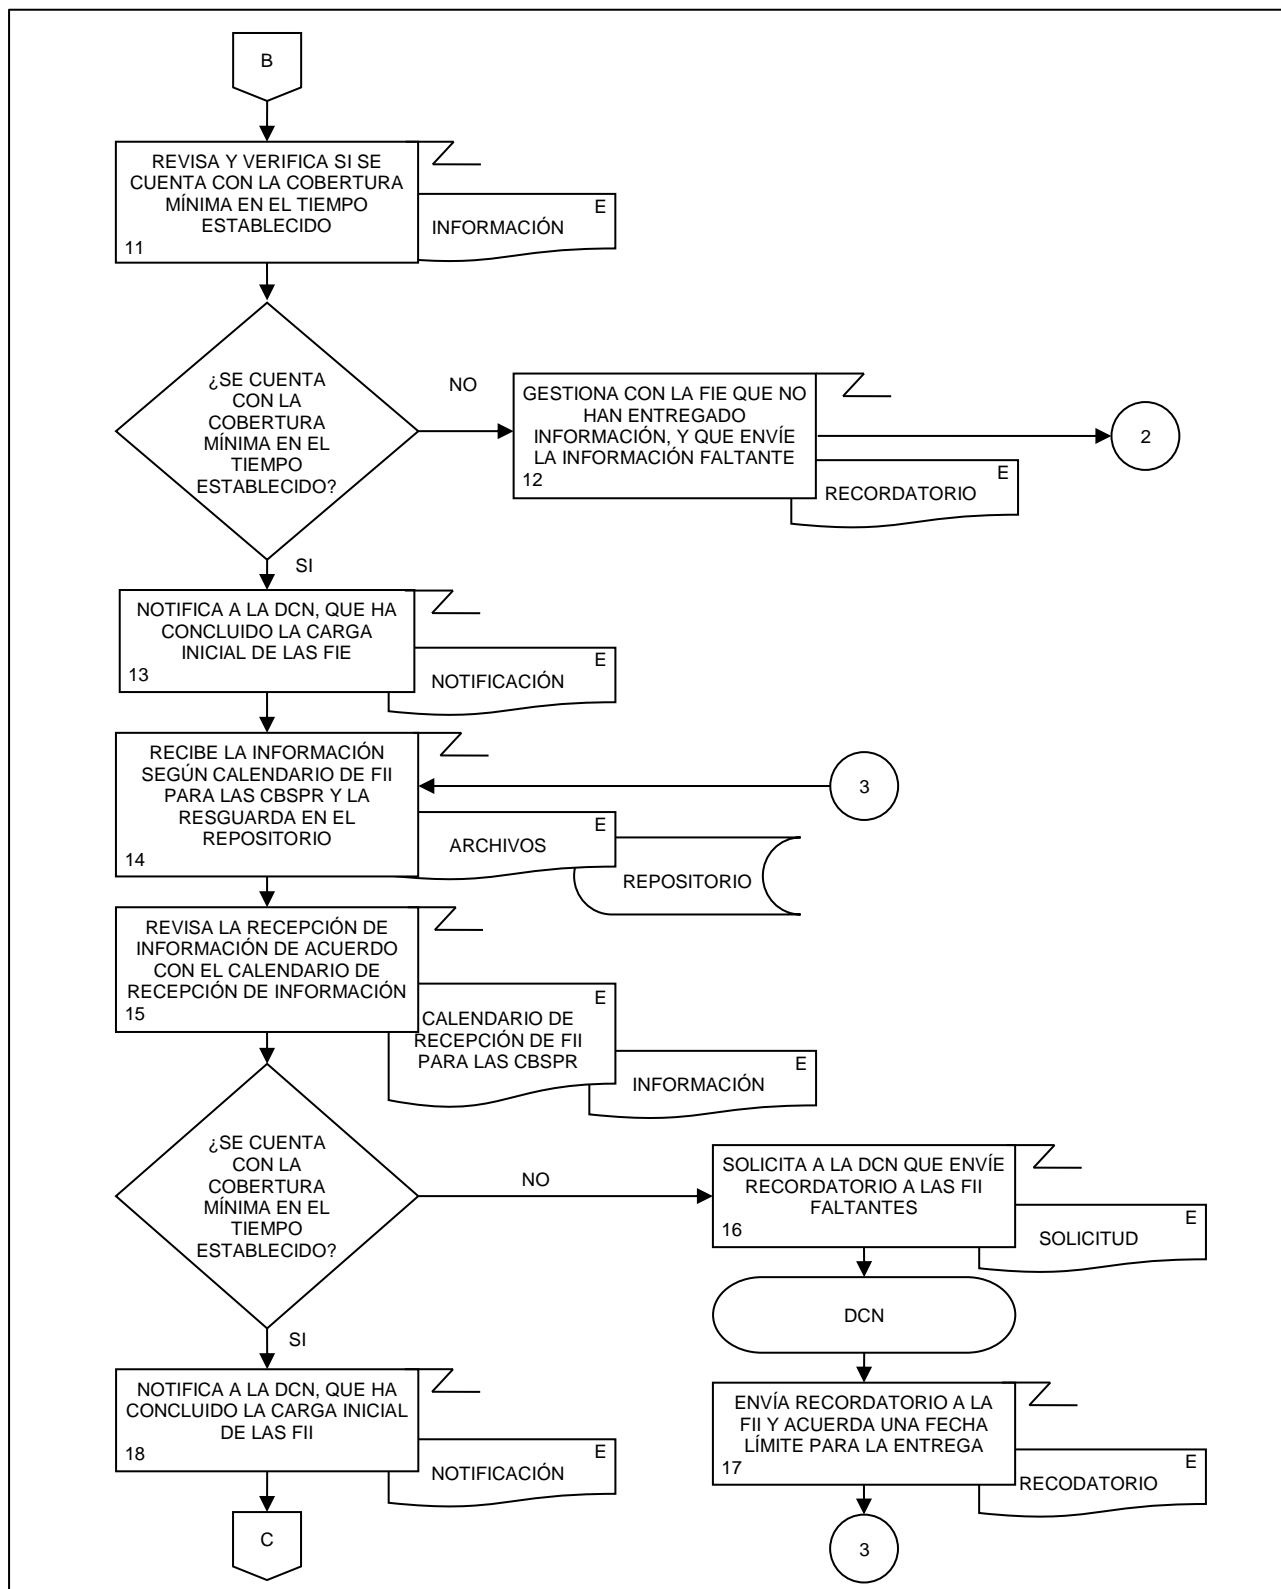 B
REVISA Y VERIFICA SI SE
CUENTA CON LA COBERTURA
MÍNIMA EN EL TIEMPO
ESTABLECIDO
11
E
INFORMACIÓN
¿SE CUENTA
CON LA
COBERTURA
MÍNIMA EN EL
TIEMPO
ESTABLECIDO?
NO
GESTIONA CON LA FIE QUE NO
HAN ENTREGADO
INFORMACIÓN, Y QUE ENVÍE
LA INFORMACIÓN FALTANTE
12
E
RECORDATORIO
2
SI
NOTIFICA A LA DCN, QUE HA
CONCLUIDO LA CARGA
INICIAL DE LAS FIE
13
E
NOTIFICACIÓN
RECIBE LA INFORMACIÓN
SEGÚN CALENDARIO DE FII
PARA LAS CBSPR Y LA
RESGUARDA EN EL
REPOSITORIO
14
3
E
ARCHIVOS
REPOSITORIO
REVISA LA RECEPCIÓN DE
INFORMACIÓN DE ACUERDO
CON EL CALENDARIO DE
RECEPCIÓN DE INFORMACIÓN
15
E
CALENDARIO DE
RECEPCIÓN DE FII
PARA LAS CBSPR
E
INFORMACIÓN
¿SE CUENTA
CON LA
COBERTURA
MÍNIMA EN EL
TIEMPO
ESTABLECIDO?
NO
SOLICITA A LA DCN QUE ENVÍE
RECORDATORIO A LAS FII
FALTANTES
16
E
SOLICITUD
DCN
ENVÍA RECORDATORIO A LA
FII Y ACUERDA UNA FECHA
LÍMITE PARA LA ENTREGA
17
E
RECODATORIO
3
SI
NOTIFICA A LA DCN, QUE HA
CONCLUIDO LA CARGA INICIAL
DE LAS FII
18
E
NOTIFICACIÓN
C